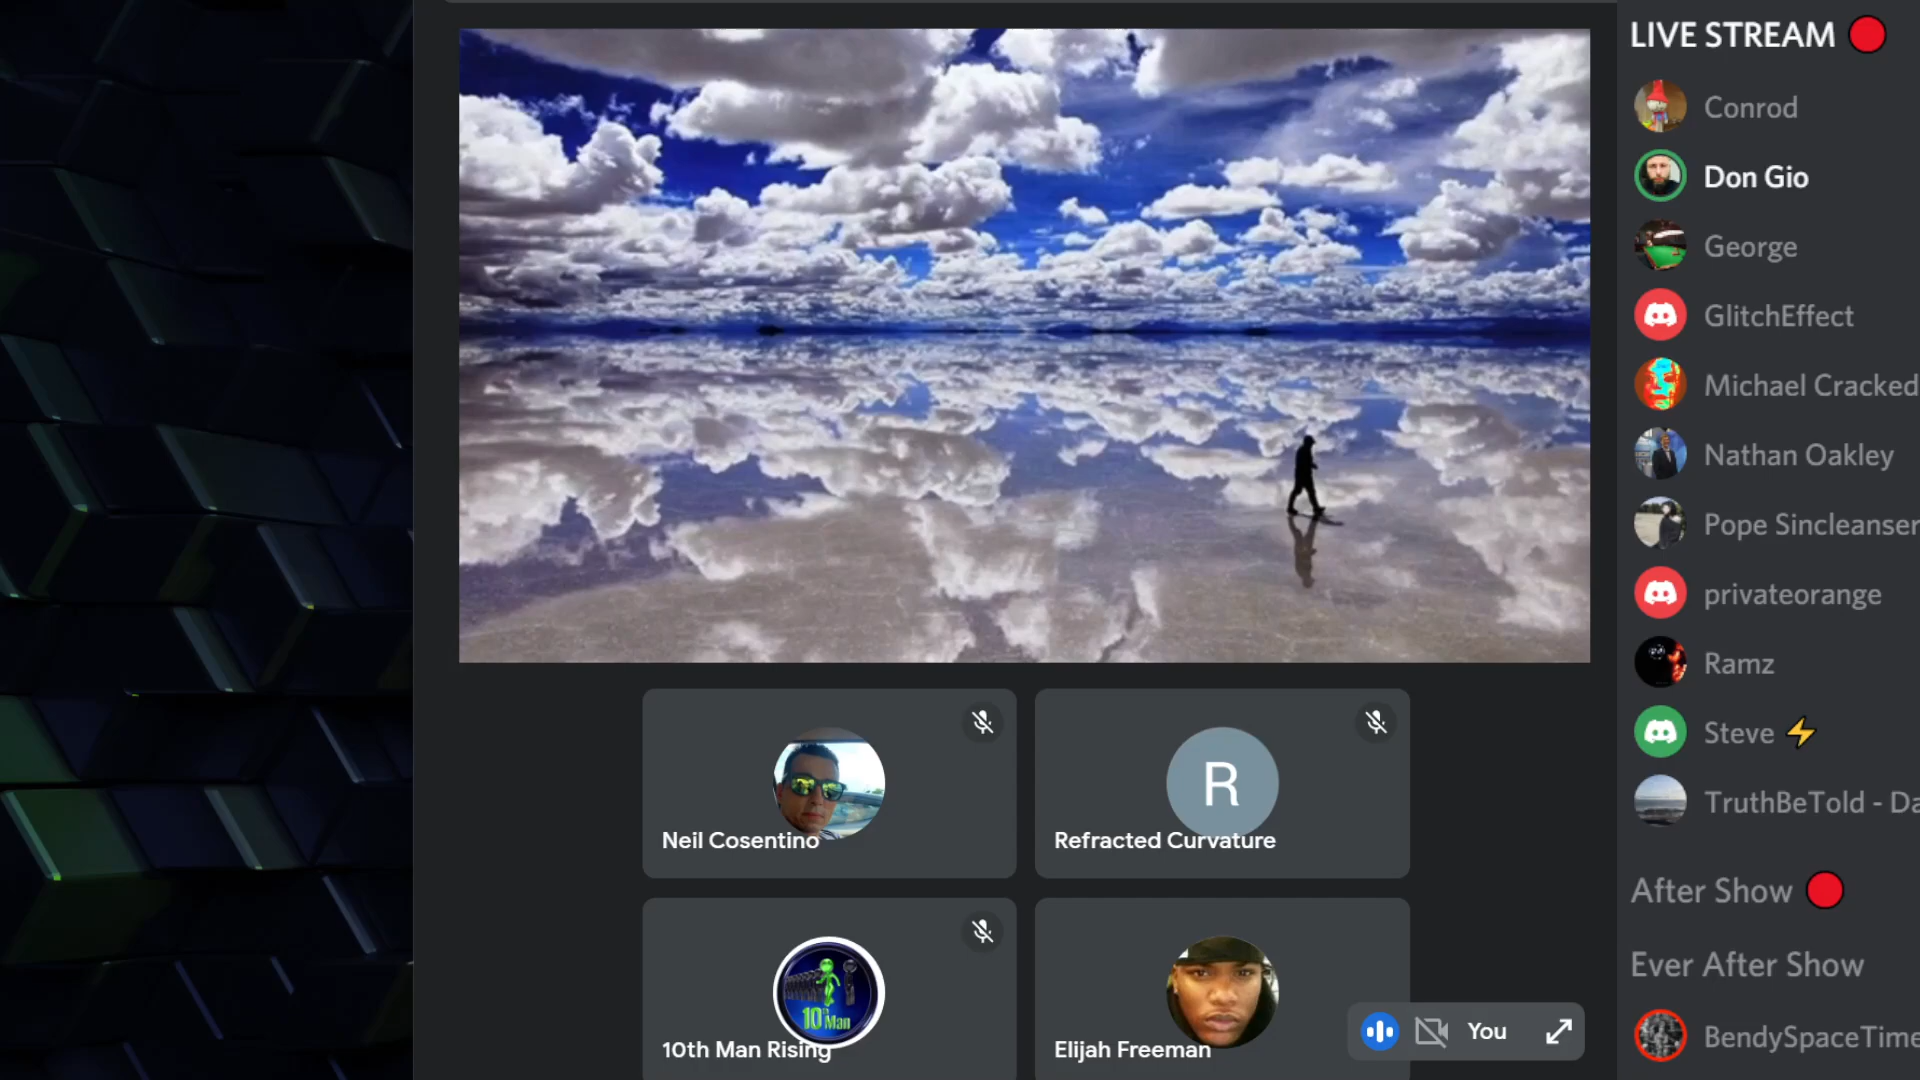 LIVE STREAM
Conrod
Don Gio
George
GlitchEffect
Michael Cracked
Nathan Oakley
Pope Sincleanser
privateorange
Ramz
Steve
TruthBeTold - Da
After Show
Ever After Show
BendySpaceTime
Neil Cosentino
R
Refracted Curvature
10th Man
10th Man Rising
Elijah Freeman
You